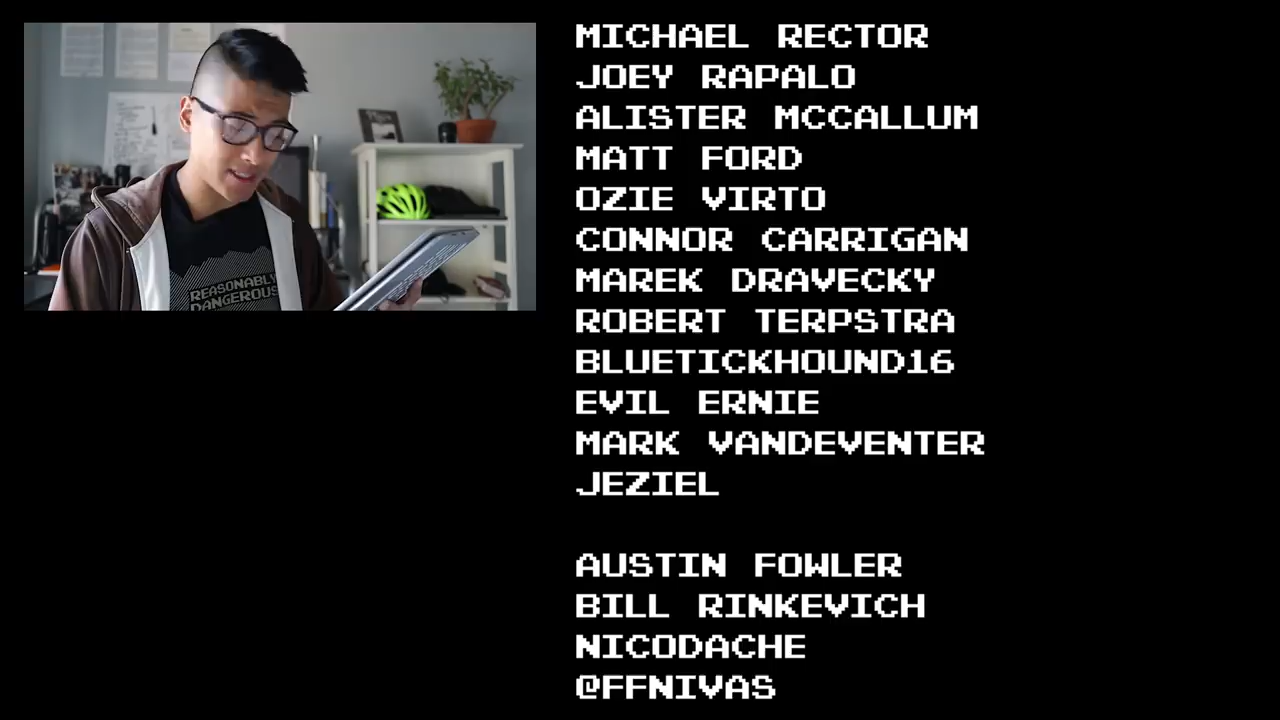 REASONABLY
DANGEROUS
MICHAEL RECTOR
JOEY RAPALO
ALISTER MCCALLUM
MATT FORD
OZIE VIRTO
CONNOR CARRIGAN
MAREK DRAVECKY
ROBERT TERPSTRA
BLUETICKHOUND16
EVIL ERNIE
MARK VANDEVENTER
JEZIEL
AUSTIN FOWLER
BILL RINKEVICH
NICODACHE
@FFNIVAS